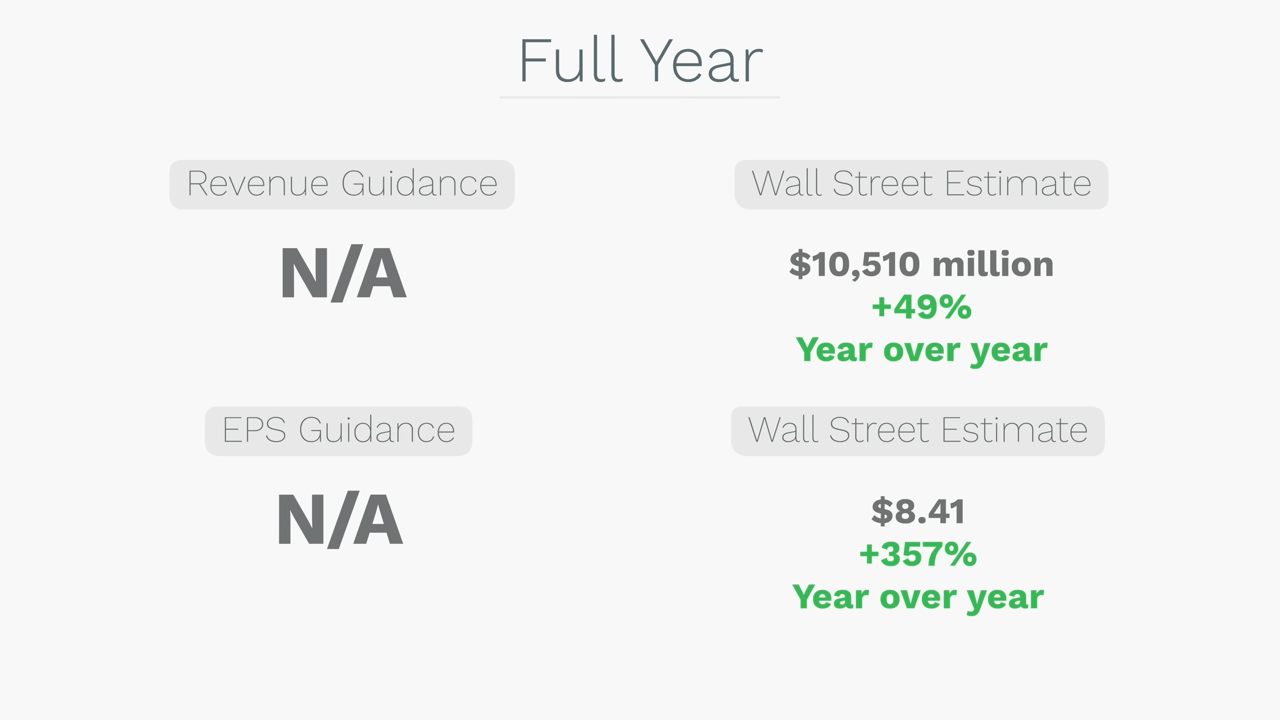 Full Year
Revenue Guidance
N/A
Wall Street Estimate
$10,510 million
+49%
Year over year
EPS Guidance
N/A
Wall Street Estimate
$8.41
+357%
Year over year